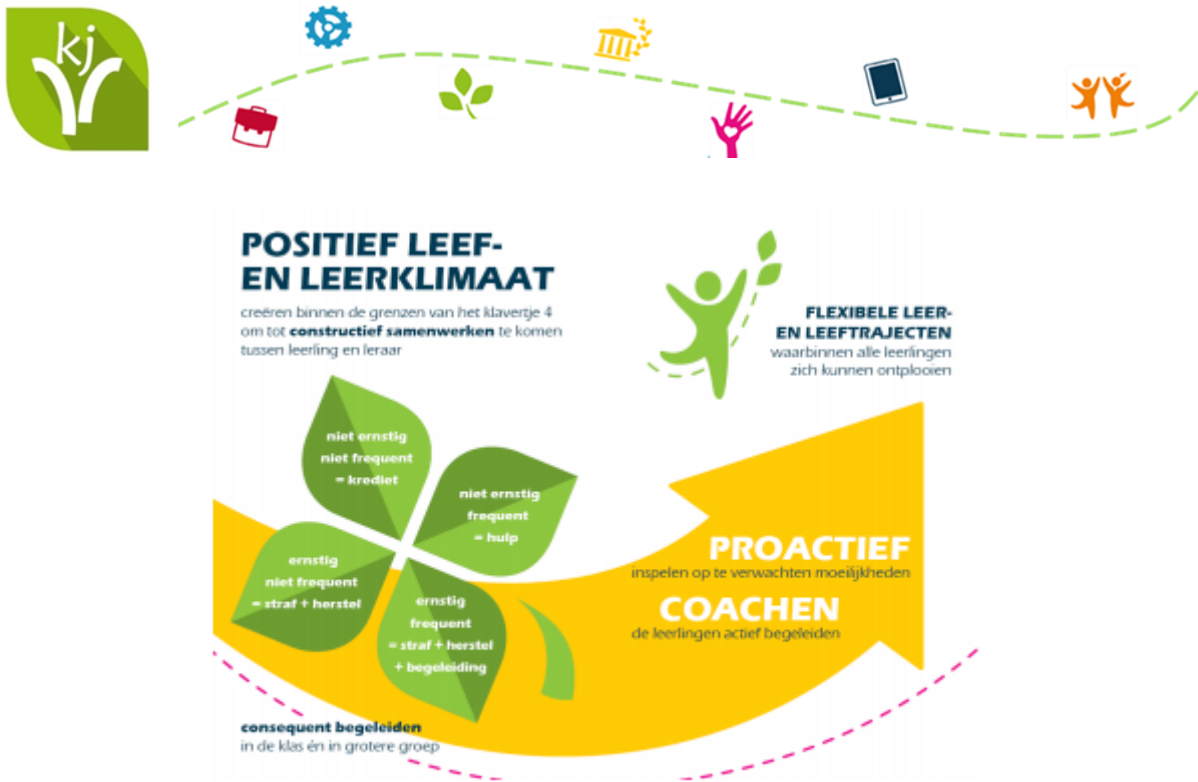 kj
POSITIEF LEEF-
EN LEERKLIMAAT
creëren binnen de grenzen van het klavertje 4
om tot constructief samenwerken te komen
tussen leerling en leraar
FLEXIBELE LEER-
EN LEEFTRAJECTEN
waarbinnen alle leerlingen
zich kunnen ontplooien
niet ernstig
niet frequent
= krediet
niet ernstig
frequent
= hulp
ernstig
niet frequent
= straf + herstel
ernstig
frequent
= straf + herstel
+ begeleiding
PROACTIEF
inspelen op te verwachten moeilijkheden
COACHEN
de leerlingen actief begeleiden
consequent begeleiden
in de klas én in grotere groep